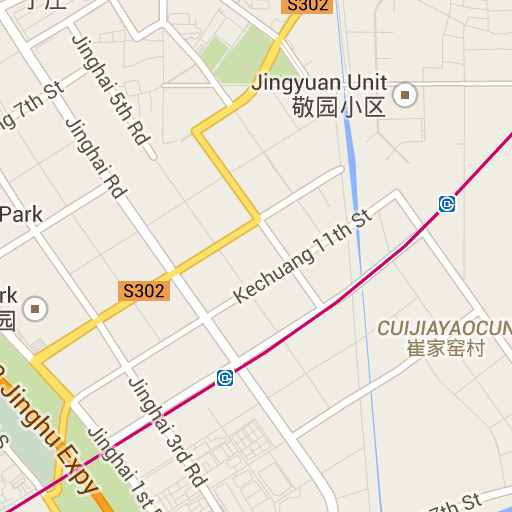 S302
Jingyuan Unit
敬园小区
7th St
Jinghai 5th Rd
Jinghai Rd
Park
S302
Kechuang 11th St
园
CUIJIAYAOCUN
崔家窑村
Jinghu Expy
Jinghai 3rd Rd
Jinghai 1st
7th St